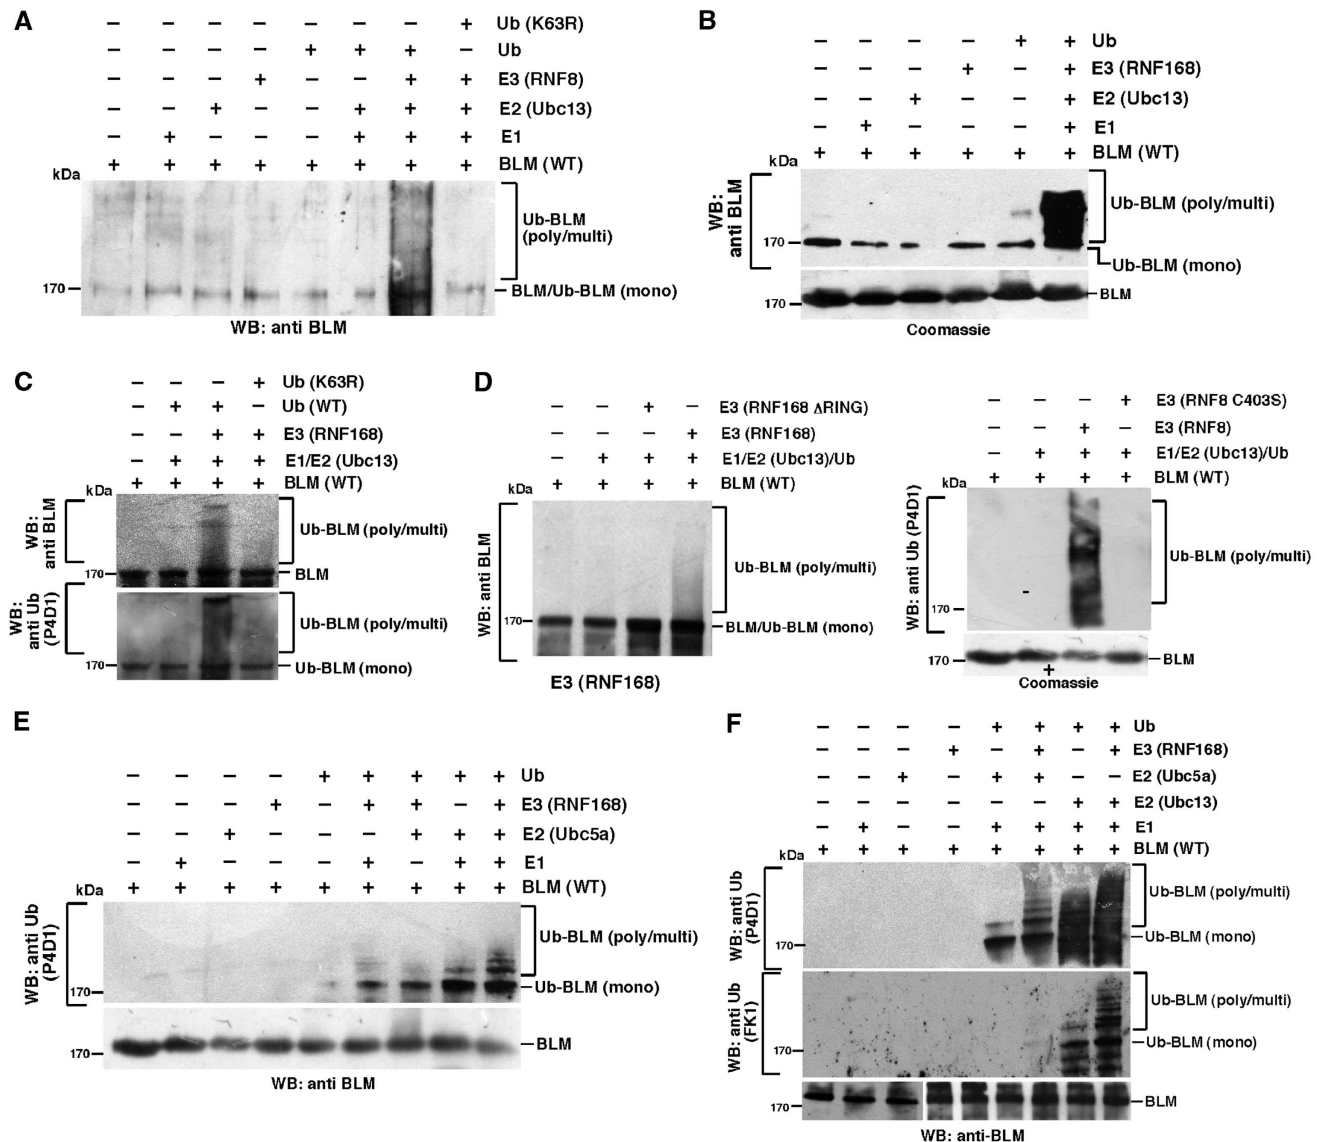 A
− − − − − − − + Ub (K63R)
− − − − + + + − Ub
− − − + − − + + E3 (RNF8)
− − + − − + + + E2 (Ubc13)
− + − − − + + + E1
+ + + + + + + + BLM (WT)
kDa
Ub-BLM
(poly/multi)
170
BLM/Ub-BLM (mono)
WB: anti BLM
B
− − − − + + Ub
− − − + − + E3 (RNF168)
− − + − − + E2 (Ubc13)
− + − − − + E1
+ + + + + + BLM (WT)
kDa
WB:
anti BLM
Ub-BLM (poly/multi)
170
Ub-BLM (mono)
170
BLM
Coomassie
C
− − − + Ub (K63R)
− + + − Ub (WT)
− − + + E3 (RNF168)
− + + + E1/E2 (Ubc13)
+ + + + BLM (WT)
kDa
WB:
anti BLM
Ub-BLM (poly/multi)
170
BLM
WB:
anti Ub
(P4D1)
Ub-BLM (poly/multi)
170
Ub-BLM (mono)
D
− − + − E3 (RNF168 ΔRING)
− − − + E3 (RNF168)
− + + + E1/E2 (Ubc13)/Ub
+ + + + BLM (WT)
kDa
WB: anti BLM
Ub-BLM (poly/multi)
170
BLM/Ub-BLM (mono)
E3 (RNF168)
− − − + E3 (RNF8 C403S)
− − + − E3 (RNF8)
− + + + E1/E2 (Ubc13)/Ub
+ + + + BLM (WT)
kDa
WB: anti Ub (P4D1)
Ub-BLM (poly/multi)
-
170
170
BLM
+
Coomassie
E
− − − − + + + + + Ub
− − − + − + + − + E3 (RNF168)
− − + − − − + + + E2 (Ubc5a)
− + − − − + − + + E1
+ + + + + + + + + BLM (WT)
kDa
WB: anti Ub
(P4D1)
Ub-BLM (poly/multi)
170
Ub-BLM (mono)
170
BLM
WB: anti BLM
F
− − − − + + + + Ub
− − − + − + − + E3 (RNF168)
− − + − + + − − E2 (Ubc5a)
− − − − − − + + E2 (Ubc13)
− + − − + + + + E1
+ + + + + + + + BLM (WT)
kDa
WB: anti Ub
(P4D1)
Ub-BLM (poly/multi)
170
Ub-BLM (mono)
WB: anti Ub
(FK1)
Ub-BLM (poly/multi)
170
Ub-BLM (mono)
170
BLM
WB: anti-BLM